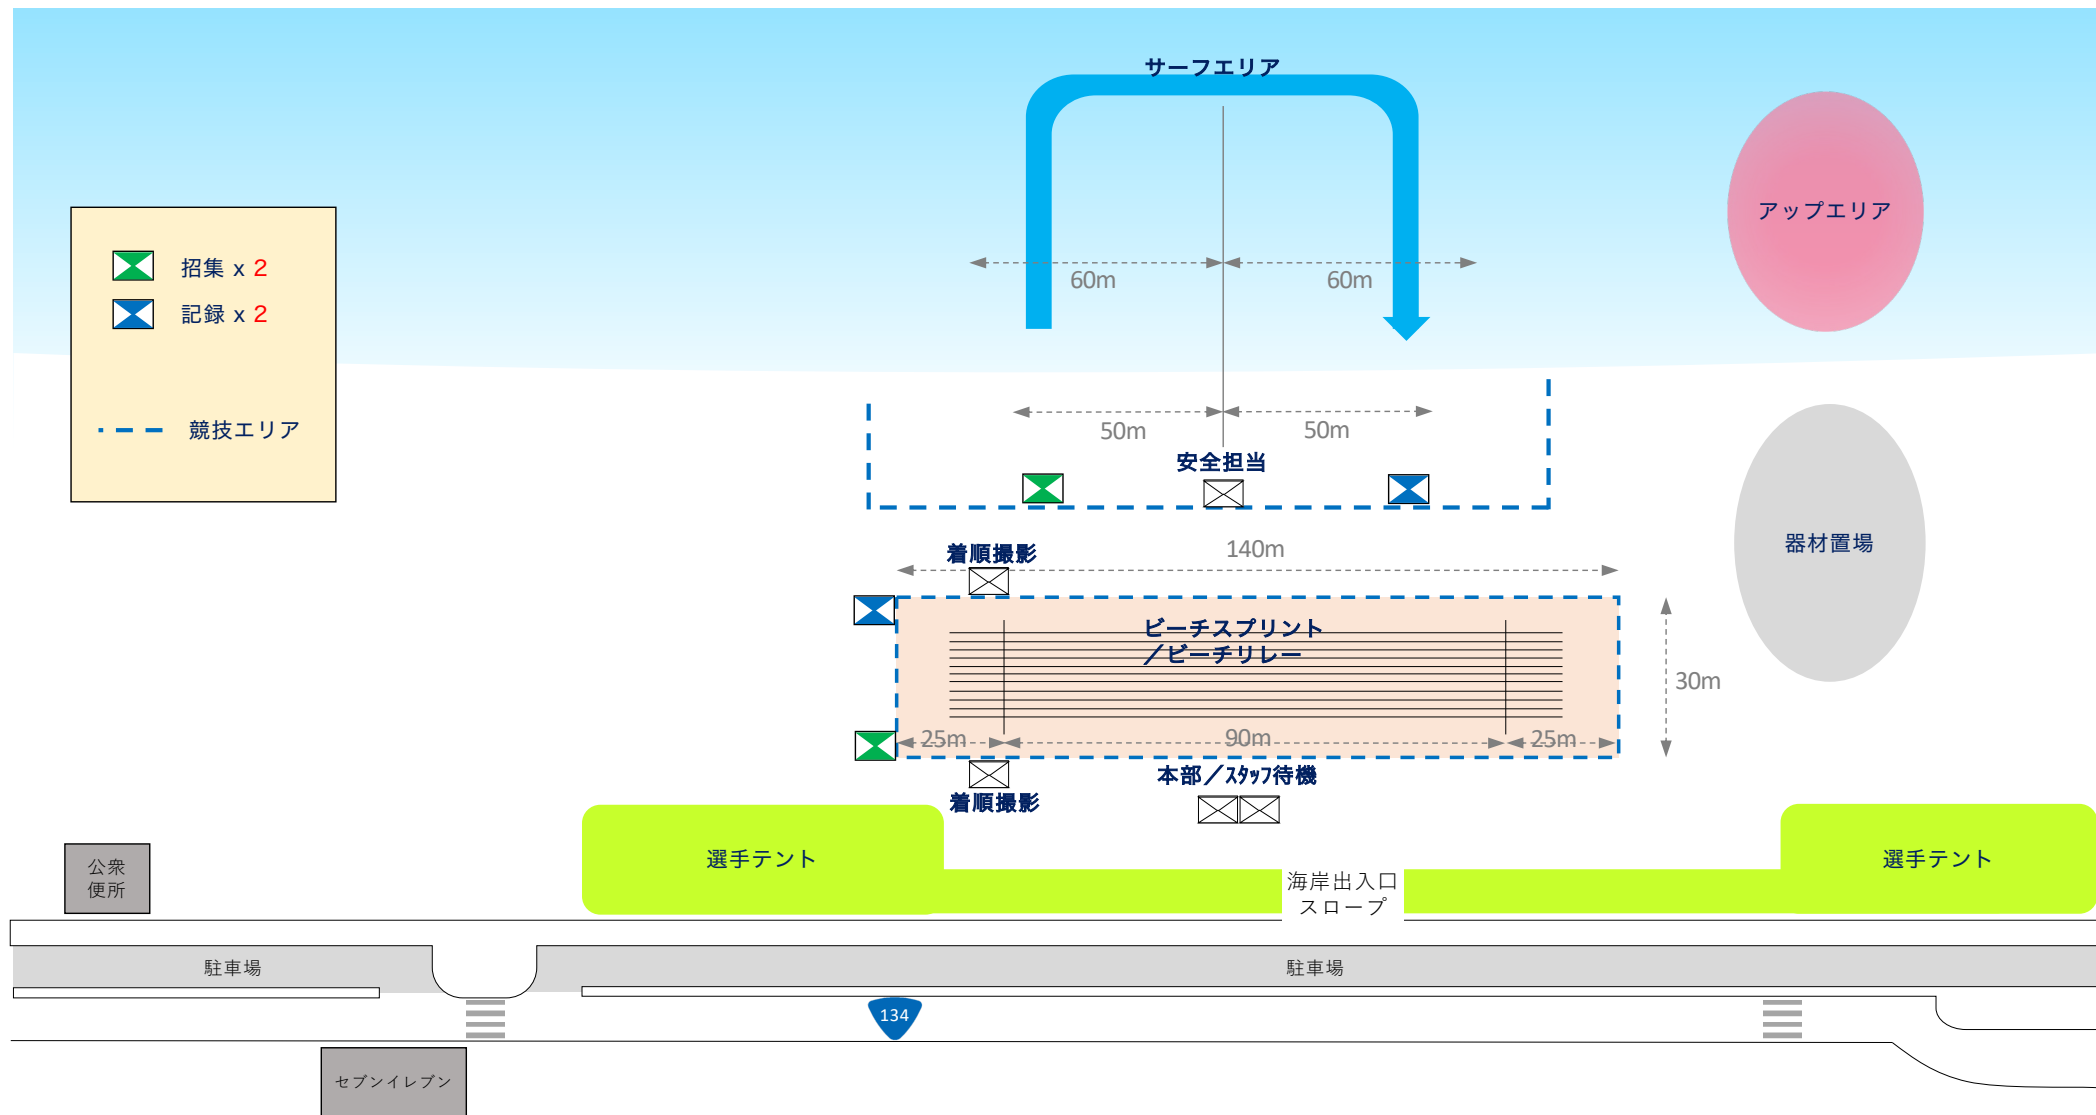 サーフエリア
アップエリア
招集 x 2
記録 x 2
競技エリア
60m
60m
50m
50m
安全担当
着順撮影
140m
器材置場
ビーチスプリント
／ビーチリレー
30m
25m
90m
25m
本部／ｽﾀｯﾌ待機
着順撮影
選手テント
選手テント
公衆
便所
海岸出入口
スロープ
駐車場
駐車場
134
セブンイレブン